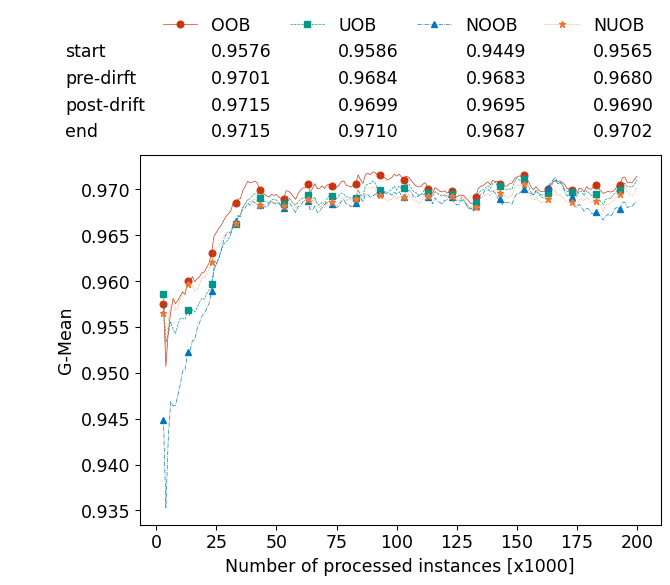 OOB UOB NOOB NUOB
start 0.9576 0.9586 0.9449 0.9565
pre-dirft 0.9701 0.9684 0.9683 0.9680
post-drift 0.9715 0.9699 0.9695 0.9690
end 0.9715 0.9710 0.9687 0.9702
0.970
0.965
0.960
0.955
0.950
0.945
0.940
0.935
G-Mean
0 25 50 75 100 125 150 175 200
Number of processed instances [x1000]